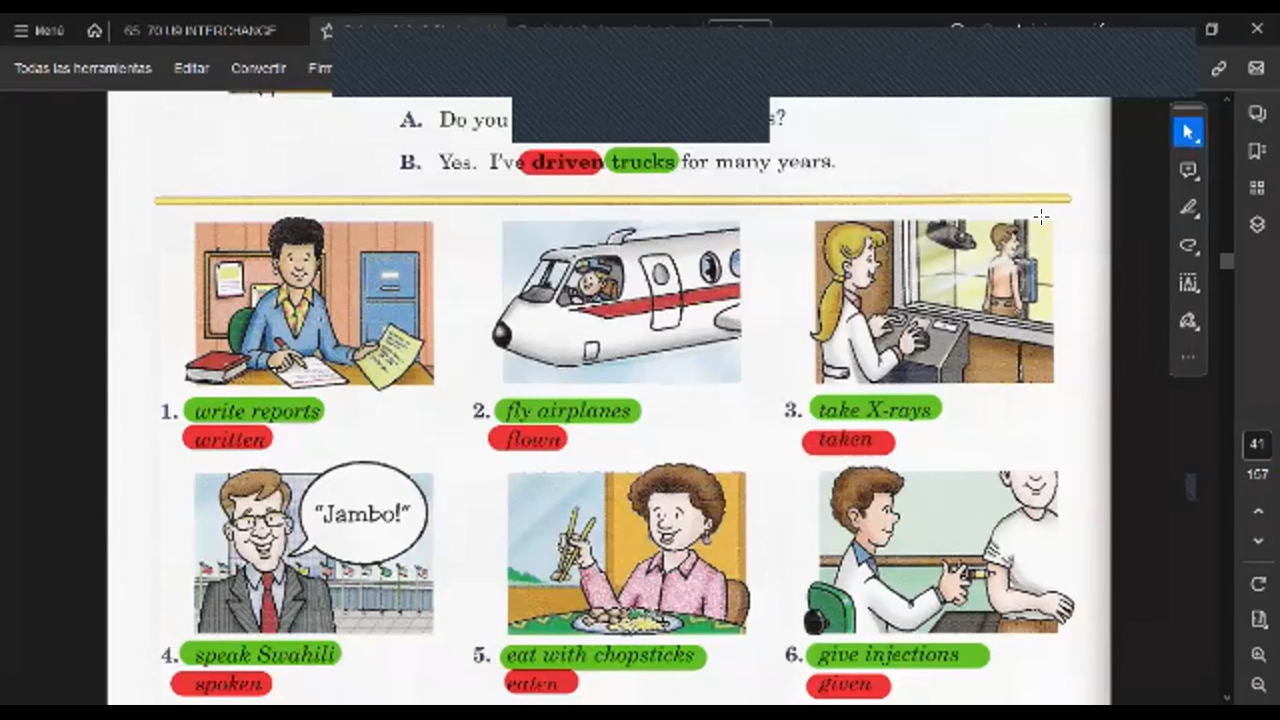 Menú
65_70 U9 INTERCHANGE
Todas las herramientas Editar Convertir
A. Do you s?
B. Yes. I've driven trucks for many years.
1. write reports
written
2. fly airplanes
flown
3. take X-rays
taken
"Jambo!"
4. speak Swahili
spoken
5. eat with chopsticks
eaten
6. give injections
given
41
157